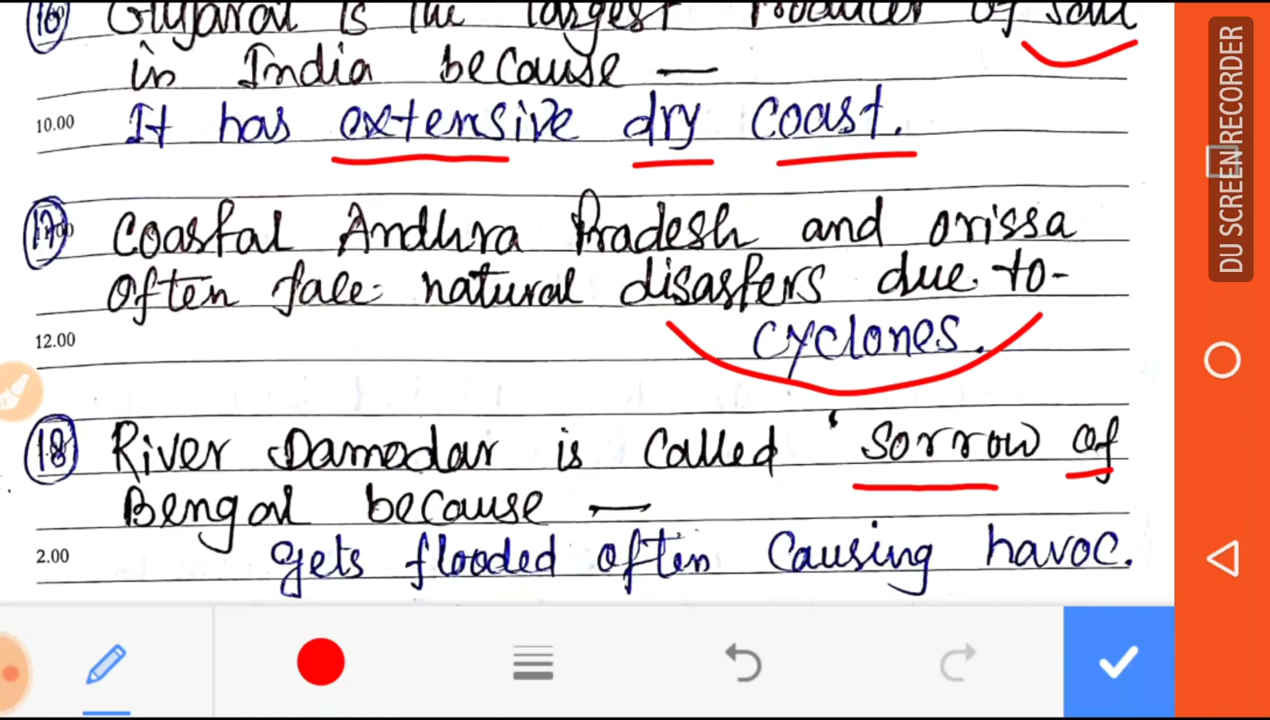 16 Gujarat is the largest Producer of salt
in India because —
10.00 It has extensive dry coast.
17 Coastal Andhra Pradesh and orissa
Often face natural disasters due to-
12.00 cyclones.
18 River Damodar is called ‘Sorrow of
Bengal because —
2.00 gets flooded often causing havoc.
DU SCREEN RECORDER